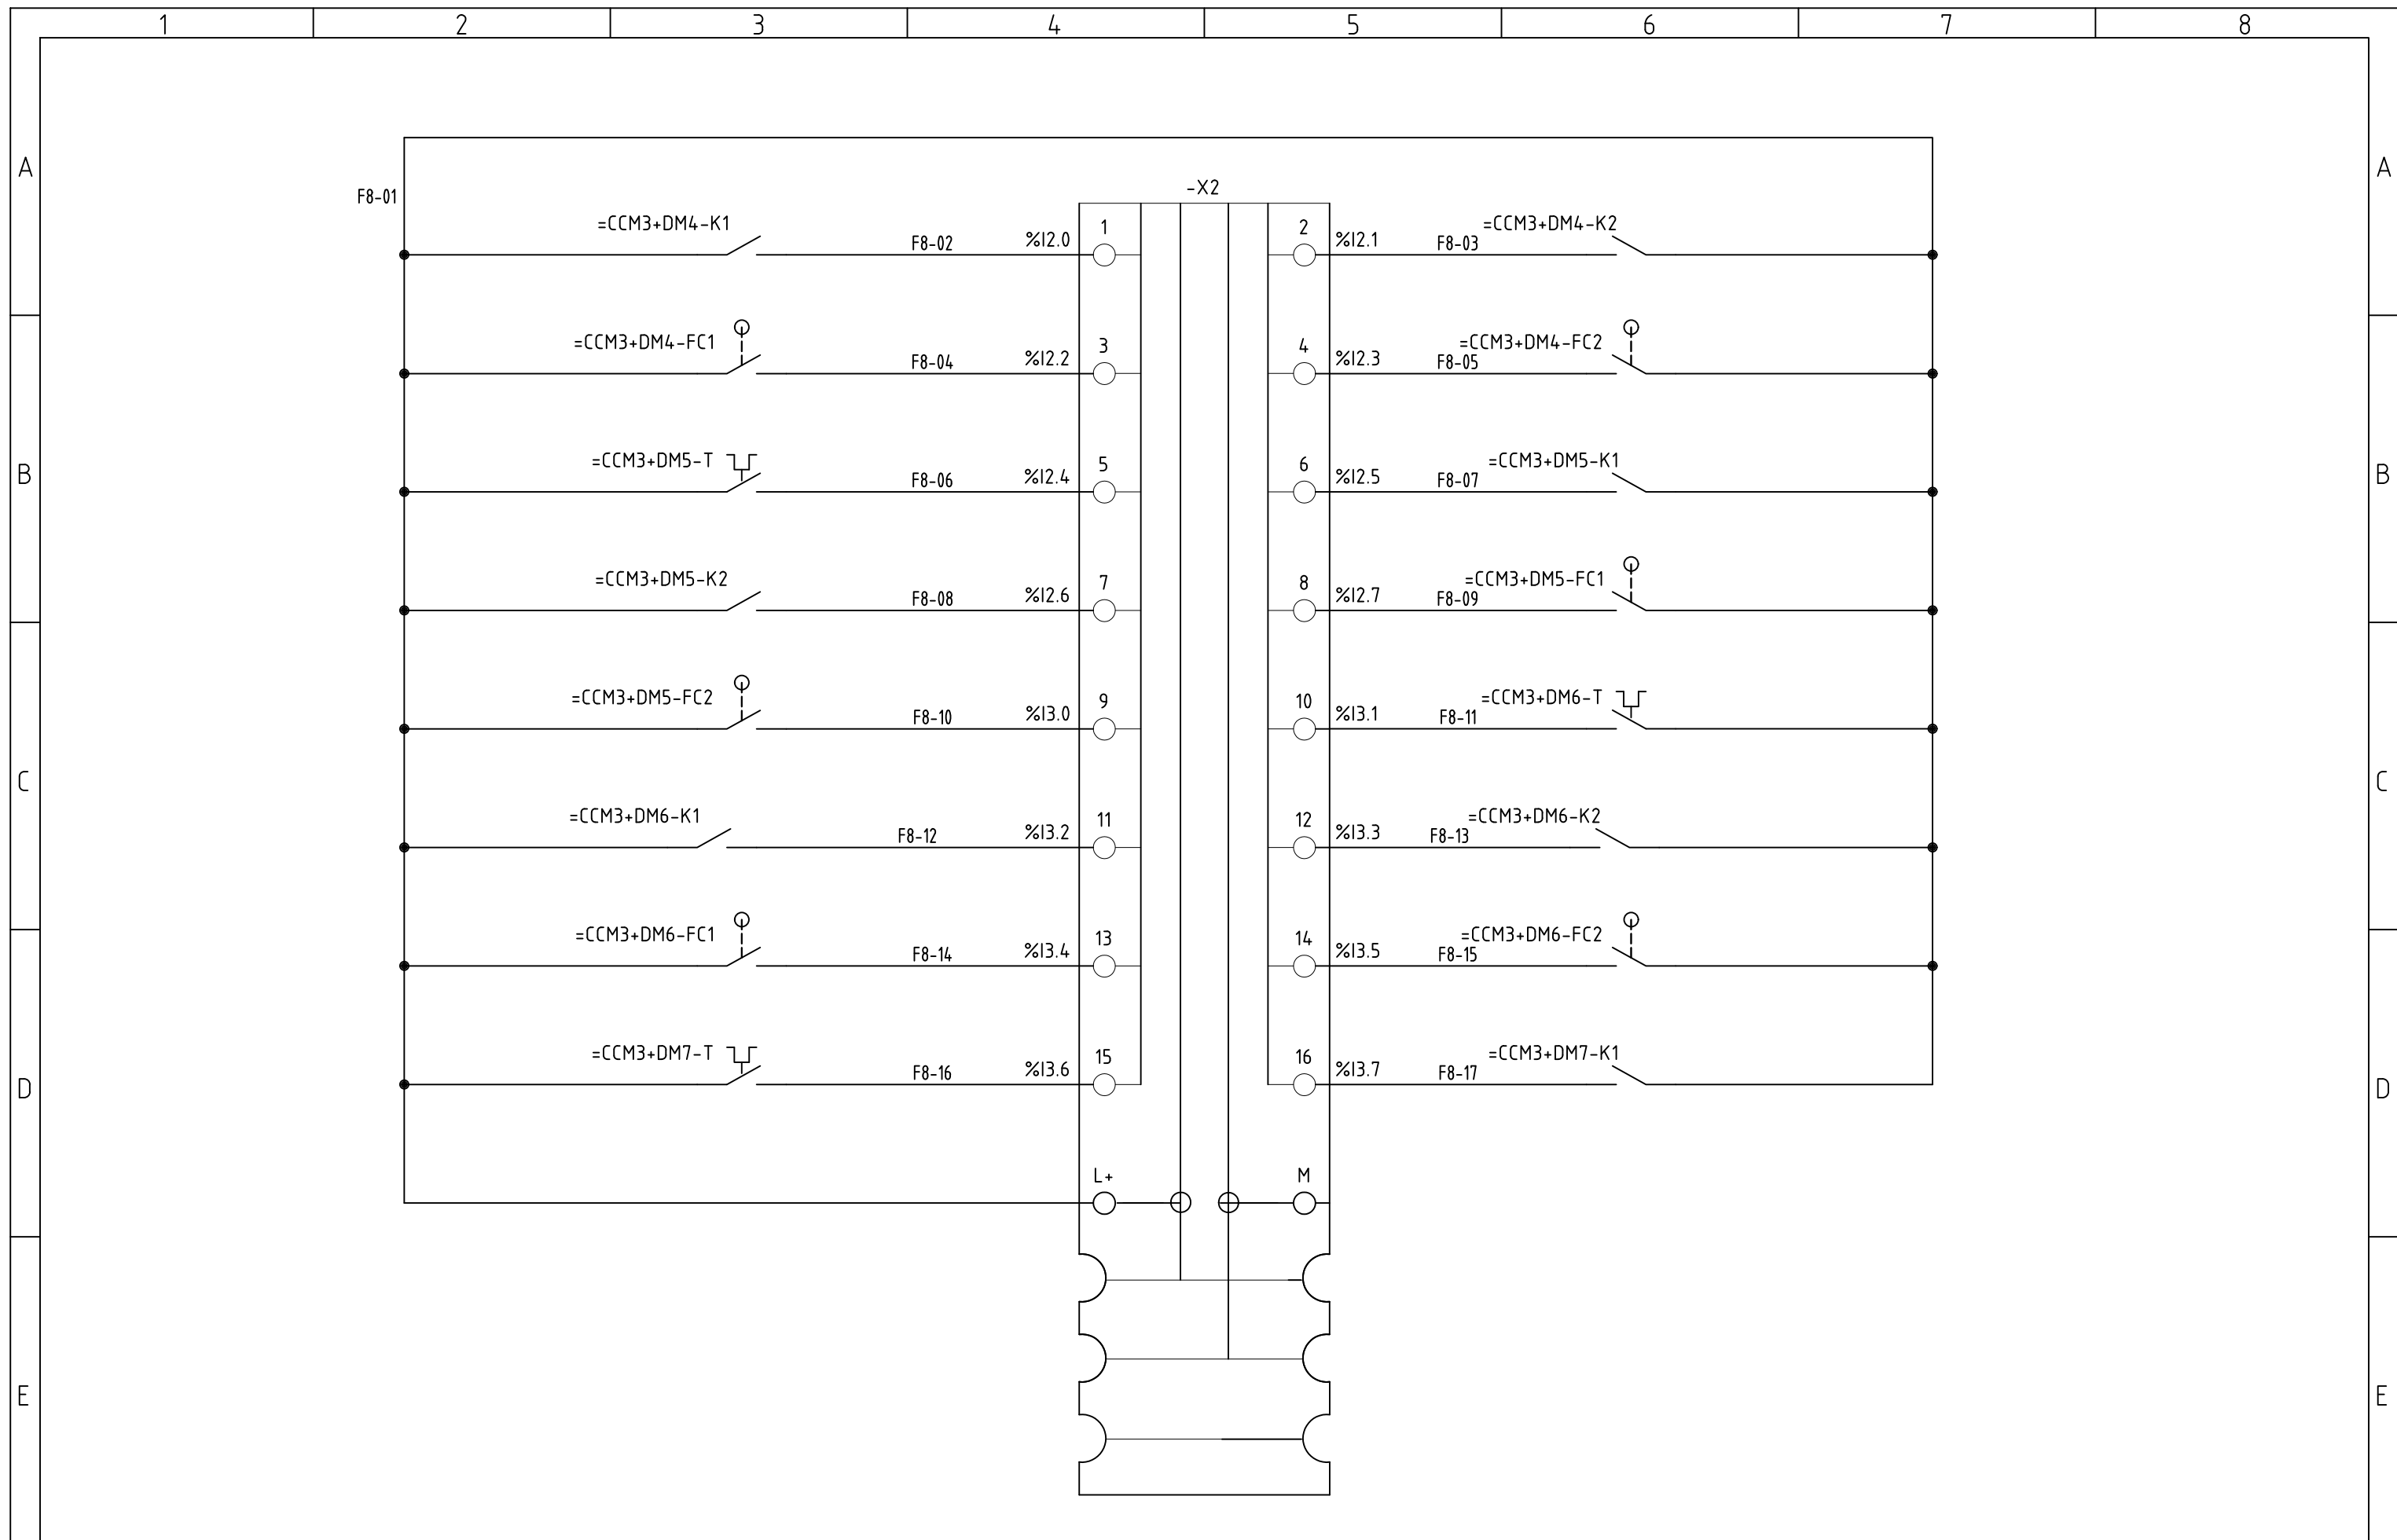 1 2 3 4 5 6 7 8
A A
-X2
F8-01
=CCM3+DM4-K1 F8-02 %I2.0 1 2 %I2.1 F8-03 =CCM3+DM4-K2
=CCM3+DM4-FC1 F8-04 %I2.2 3 4 %I2.3 F8-05 =CCM3+DM4-FC2
B B
=CCM3+DM5-T F8-06 %I2.4 5 6 %I2.5 F8-07 =CCM3+DM5-K1
=CCM3+DM5-K2 F8-08 %I2.6 7 8 %I2.7 F8-09 =CCM3+DM5-FC1
=CCM3+DM5-FC2 F8-10 %I3.0 9 10 %I3.1 F8-11 =CCM3+DM6-T
C C
=CCM3+DM6-K1 F8-12 %I3.2 11 12 %I3.3 F8-13 =CCM3+DM6-K2
=CCM3+DM6-FC1 F8-14 %I3.4 13 14 %I3.5 F8-15 =CCM3+DM6-FC2
=CCM3+DM7-T F8-16 %I3.6 15 16 %I3.7 F8-17 =CCM3+DM7-K1
D D
L+ M
E E